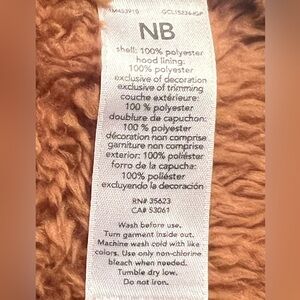 NB
shell: 100% polyester
hood lining:
100% polyester
exclusive of decoration
exclusive of trimming
couche extérieure:
100 % polyester
doublure de capuchon:
100 % polyester
décoration non comprise
garniture non comprise
exterior: 100% poliéster
forro de la capucha:
100% poliéster
excluyendo la decoración
RN# 35623
CA# 53061
Wash before use.
Turn garment inside out.
Machine wash cold with like
colors. Use only non-chlorine
bleach when needed.
Tumble dry low.
Do not iron.